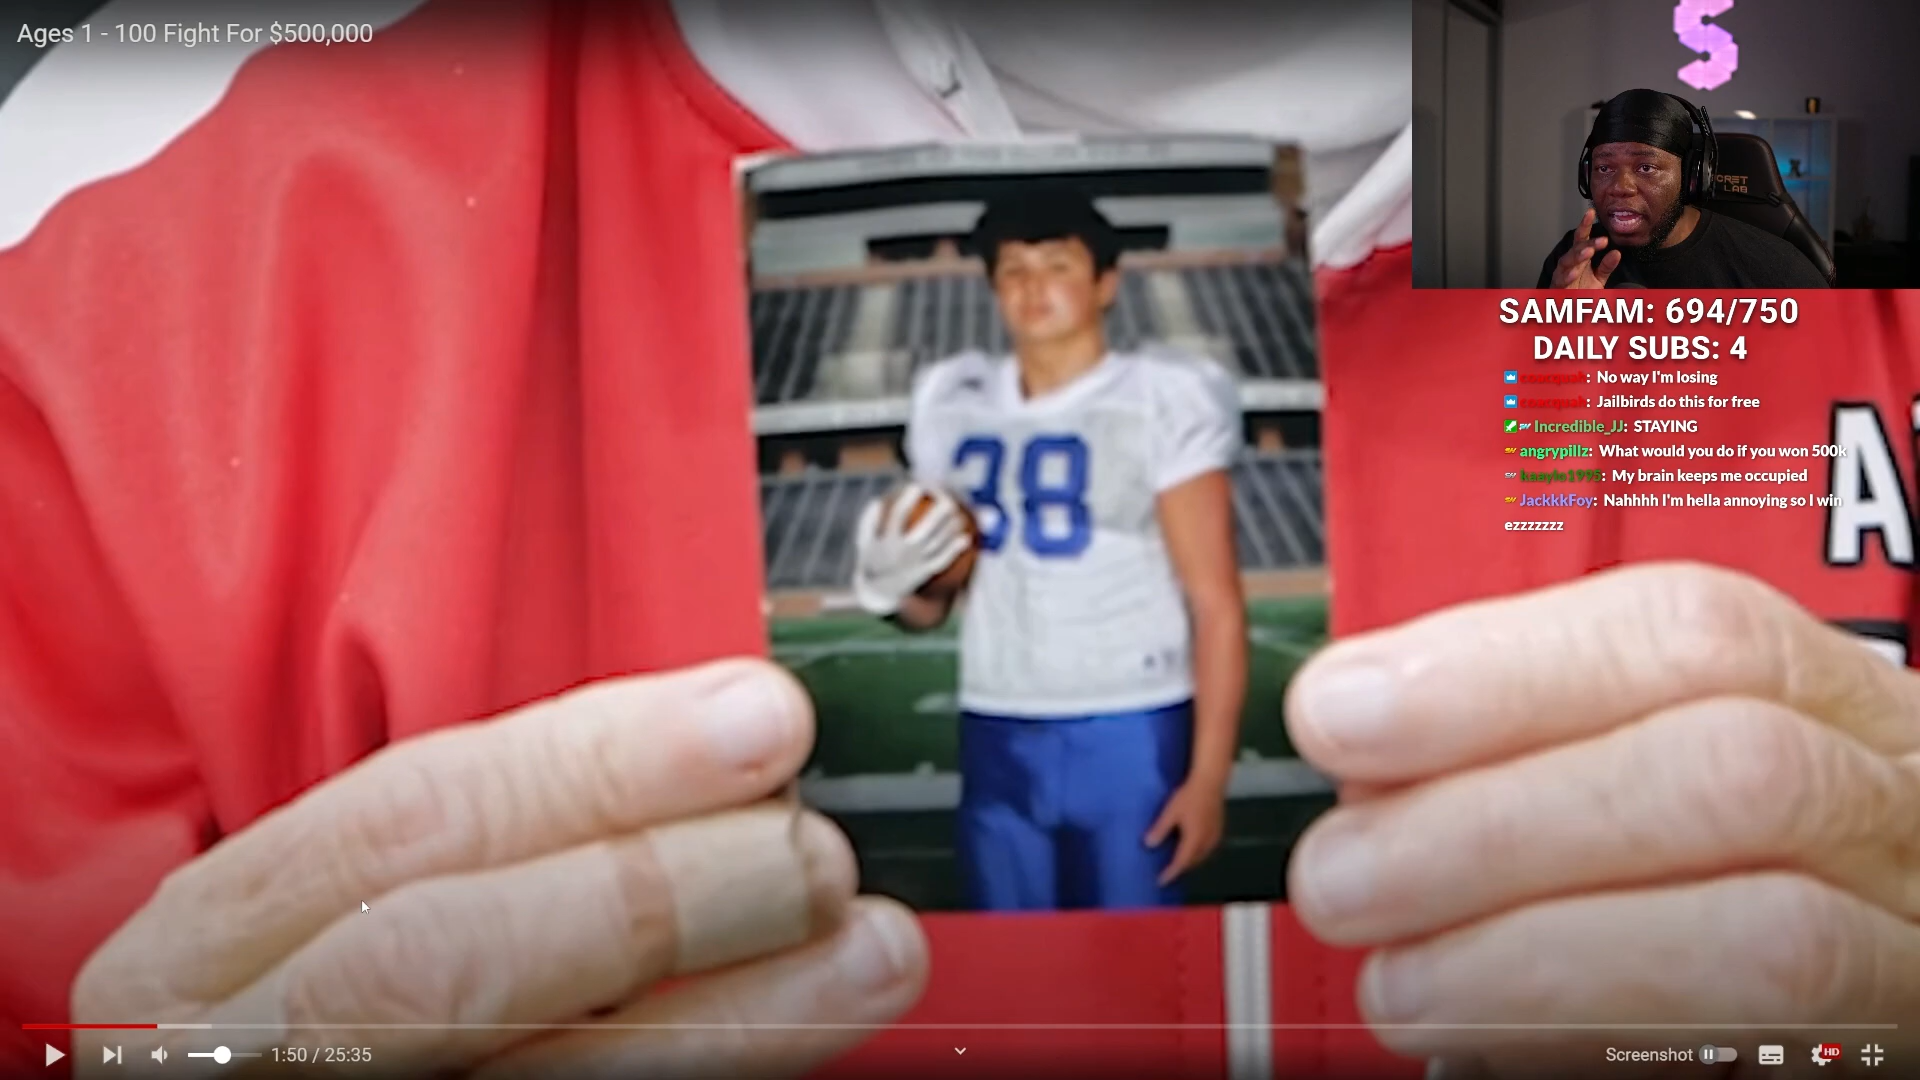 Ages 1 - 100 Fight For $500,000
S
CRET
LAB
SAMFAM: 694/750
DAILY SUBS: 4
: No way I'm losing
: Jailbirds do this for free
Incredible_JJ: STAYING
angrypillz: What would you do if you won 500k
: My brain keeps me occupied
JackkkFoy: Nahhhh I'm hella annoying so I win
ezzzzzzz
38
A
1:50 / 25:35
Screenshot
HD